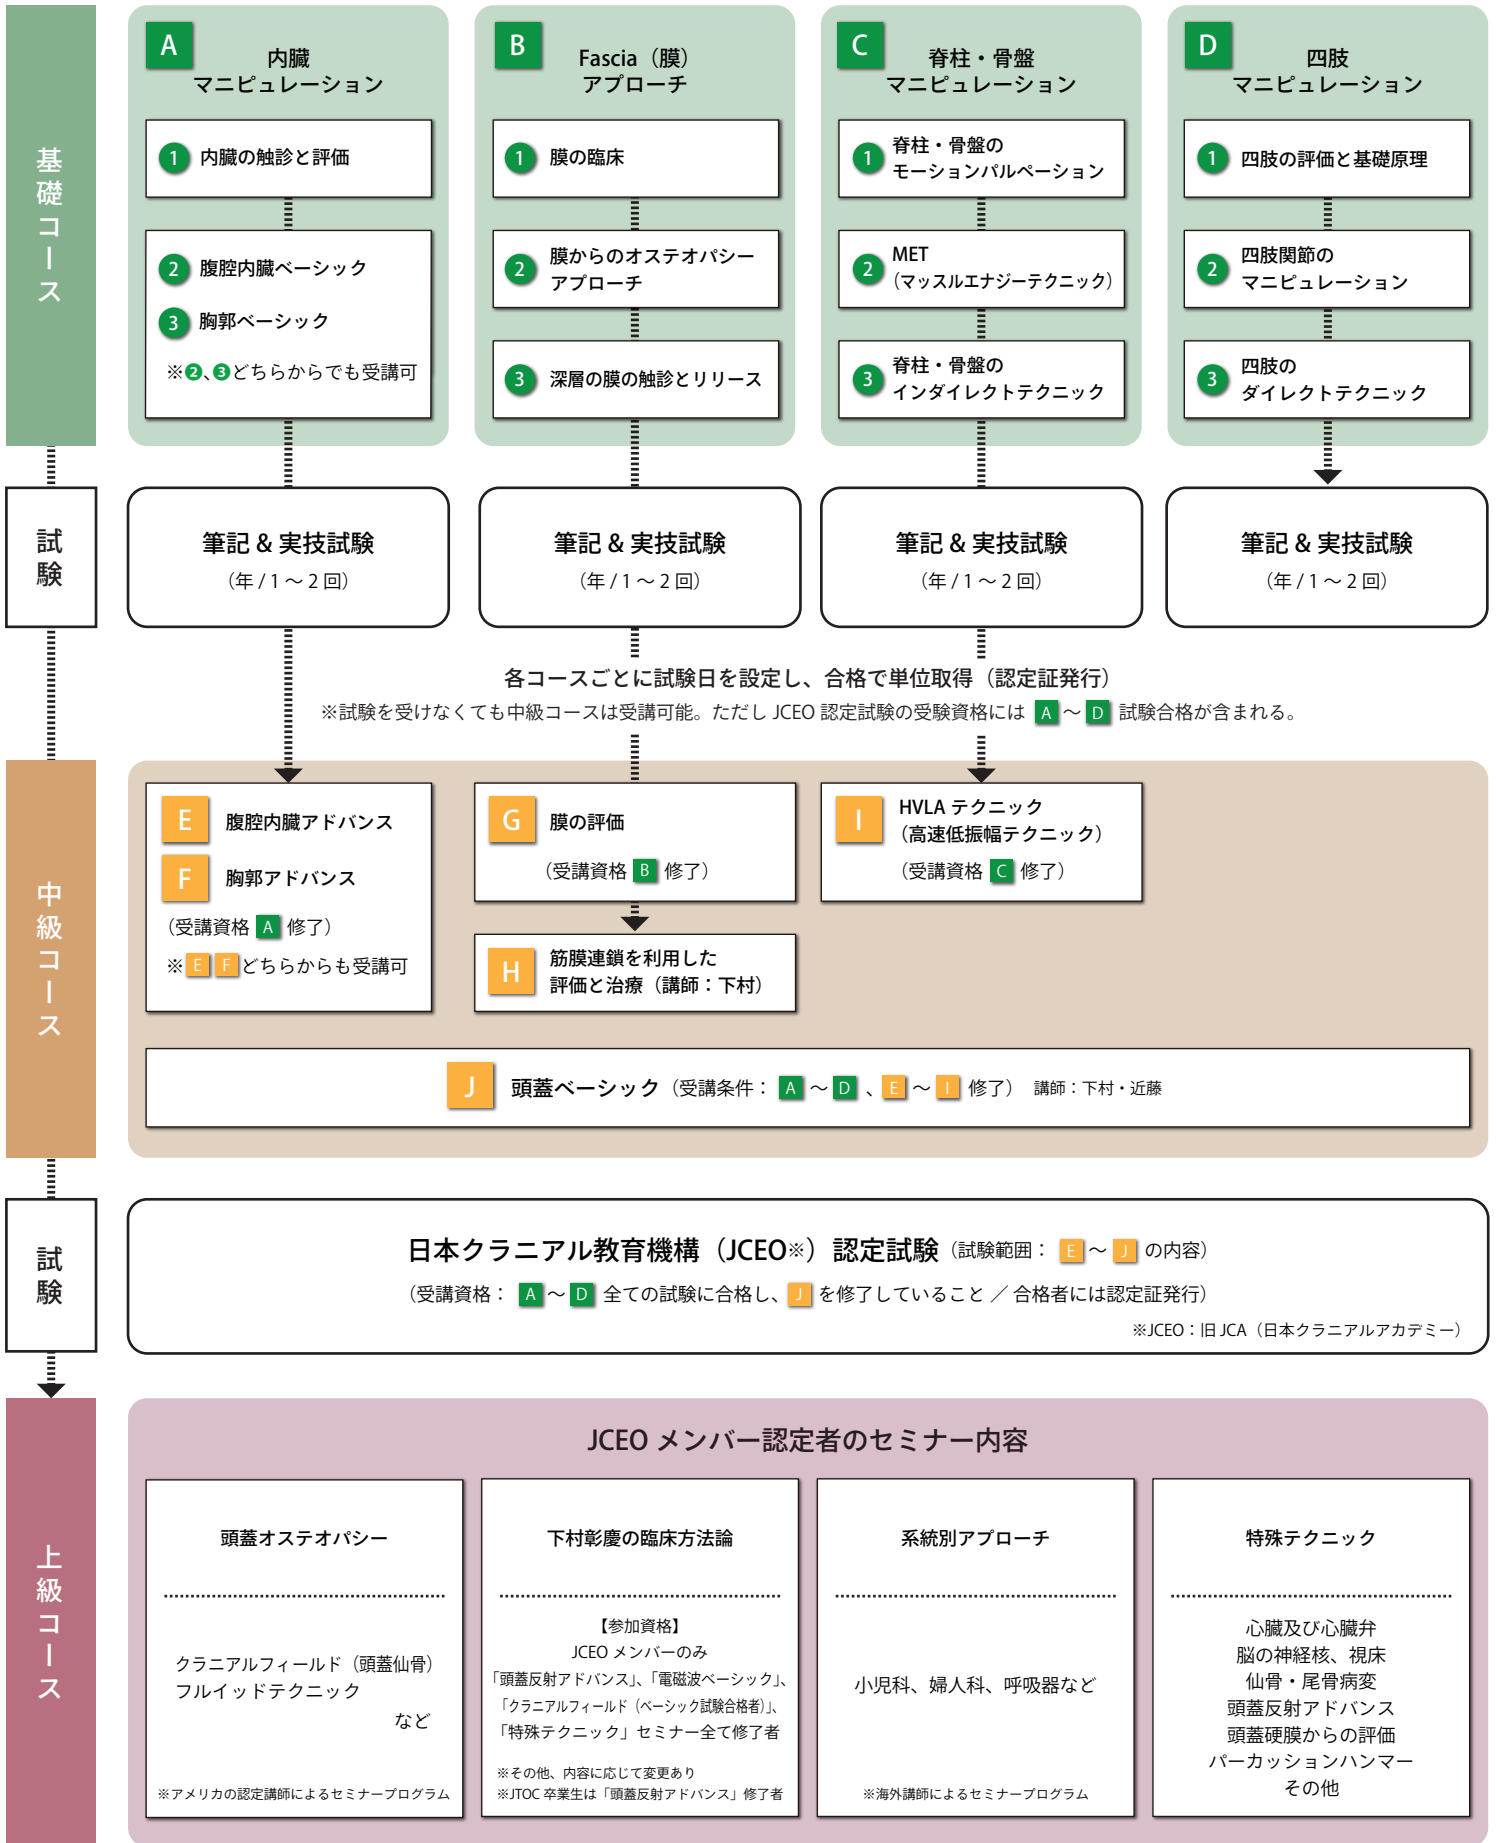 基礎コース
A
内臓
マニピュレーション
1 内臓の触診と評価
2 腹腔内臓ベーシック
3 胸郭ベーシック
※❷、❸どちらからでも受講可
B
Fascia（膜）
アプローチ
1 膜の臨床
2 膜からのオステオパシー
アプローチ
3 深層の膜の触診とリリース
C
脊柱・骨盤
マニピュレーション
1 脊柱・骨盤の
モーションパルペーション
2 MET
（マッスルエナジーテクニック）
3 脊柱・骨盤の
インダイレクトテクニック
D
四肢
マニピュレーション
1 四肢の評価と基礎原理
2 四肢関節の
マニピュレーション
3 四肢の
ダイレクトテクニック
試験
筆記 & 実技試験
（年 / 1 ～ 2 回）
筆記 & 実技試験
（年 / 1 ～ 2 回）
筆記 & 実技試験
（年 / 1 ～ 2 回）
筆記 & 実技試験
（年 / 1 ～ 2 回）
各コースごとに試験日を設定し、合格で単位取得（認定証発行）
※試験を受けなくても中級コースは受講可能。ただし JCEO 認定試験の受験資格には A ～ D 試験合格が含まれる。
中級コース
E 腹腔内臓アドバンス
F 胸郭アドバンス
（受講資格 A 修了）
※ E F どちらからも受講可
G 膜の評価
（受講資格 B 修了）
H 筋膜連鎖を利用した
評価と治療（講師：下村）
I HVLA テクニック
（高速低振幅テクニック）
（受講資格 C 修了）
J 頭蓋ベーシック（受講条件： A ～ D 、 E ～ I 修了） 講師：下村・近藤
試験
日本クラニアル教育機構（JCEO※）認定試験（試験範囲： E ～ J の内容）
（受講資格： A ～ D 全ての試験に合格し、 J を修了していること ／ 合格者には認定証発行）
※JCEO：旧 JCA（日本クラニアルアカデミー）
上級コース
JCEO メンバー認定者のセミナー内容
頭蓋オステオパシー
クラニアルフィールド（頭蓋仙骨）
フルイッドテクニック
など
※アメリカの認定講師によるセミナープログラム
下村彰慶の臨床方法論
【参加資格】
JCEO メンバーのみ
「頭蓋反射アドバンス」、「電磁波ベーシック」、
「クラニアルフィールド（ベーシック試験合格者）」、
「特殊テクニック」セミナー全て修了者
※その他、内容に応じて変更あり
※JTOC 卒業生は「頭蓋反射アドバンス」修了者
系統別アプローチ
小児科、婦人科、呼吸器など
※海外講師によるセミナープログラム
特殊テクニック
心臓及び心臓弁
脳の神経核、視床
仙骨・尾骨病変
頭蓋反射アドバンス
頭蓋硬膜からの評価
パーカッションハンマー
その他